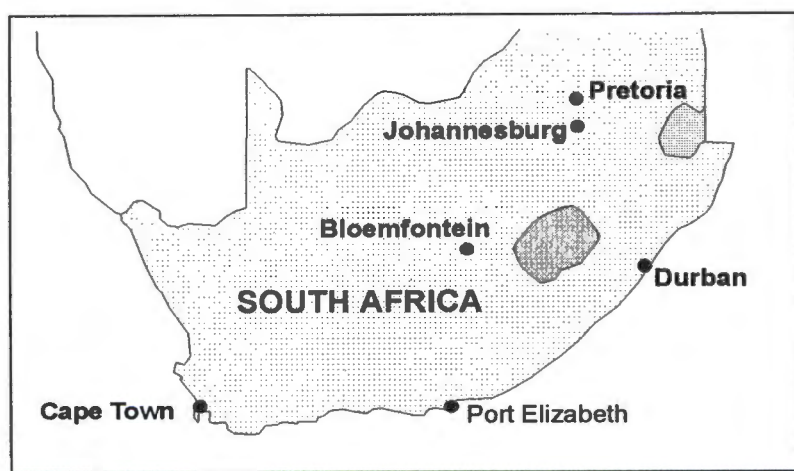 Pretoria
Johannesburg
Bloemfontein
Durban
SOUTH AFRICA
Cape Town
Port Elizabeth